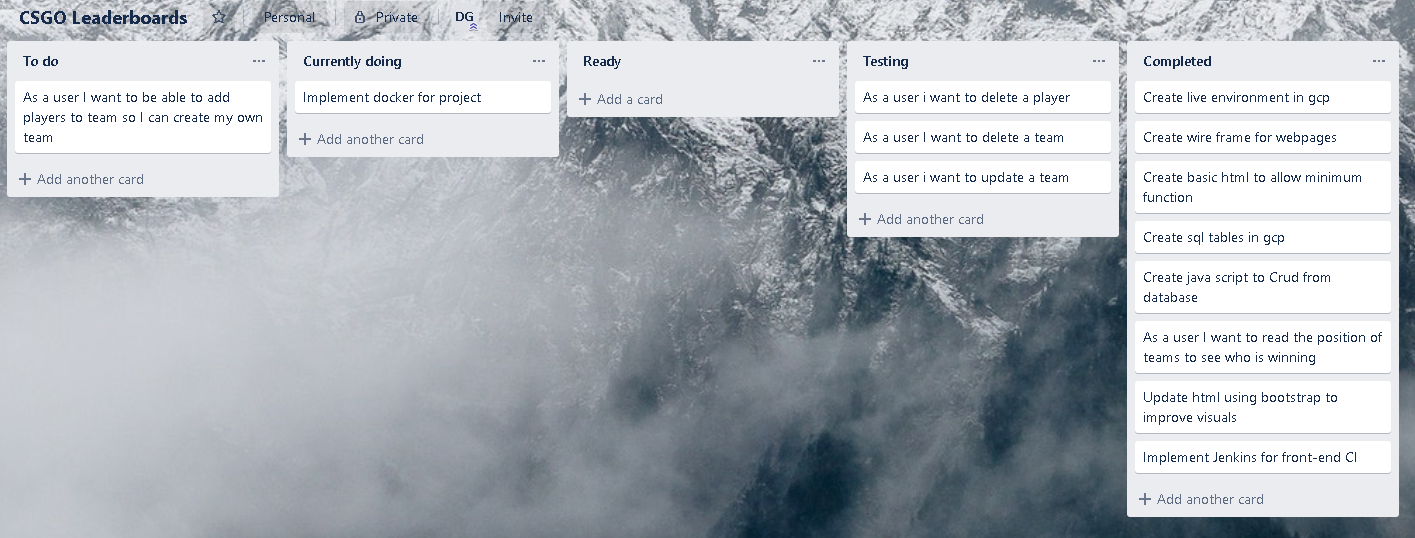 CSGO Leaderboards Personal Private DG Invite
To do
As a user I want to be able to add
players to team so I can create my own
team
Add another card
Currently doing
Implement docker for project
Add another card
Ready
Add a card
Testing
As a user i want to delete a player
As a user I want to delete a team
As a user i want to update a team
Add another card
Completed
Create live environment in gcp
Create wire frame for webpages
Create basic html to allow minimum
function
Create sql tables in gcp
Create java script to Crud from
database
As a user I want to read the position of
teams to see who is winning
Update html using bootstrap to
improve visuals
Implement Jenkins for front-end CI
Add another card